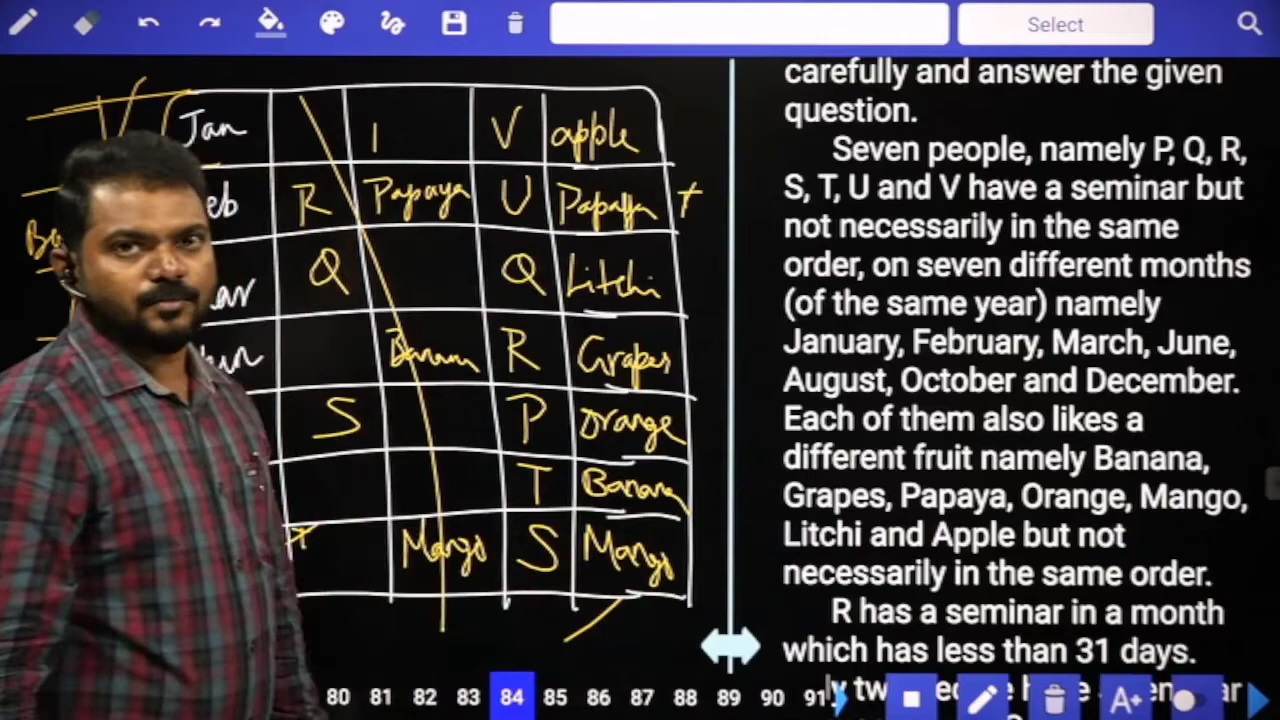 Select
carefully and answer the given
question.
Seven people, namely P, Q, R,
S, T, U and V have a seminar but
not necessarily in the same
order, on seven different months
(of the same year) namely
January, February, March, June,
August, October and December.
Each of them also likes a
different fruit namely Banana,
Grapes, Papaya, Orange, Mango,
Litchi and Apple but not
necessarily in the same order.
R has a seminar in a month
which has less than 31 days.
Jan V apple
eb R Papaya U Papaya
ar Q Q Litchi
un R Grapes
S P orange
T Banana
Mango S Mango
80 81 82 83 84 85 86 87 88 89 90 91
A+